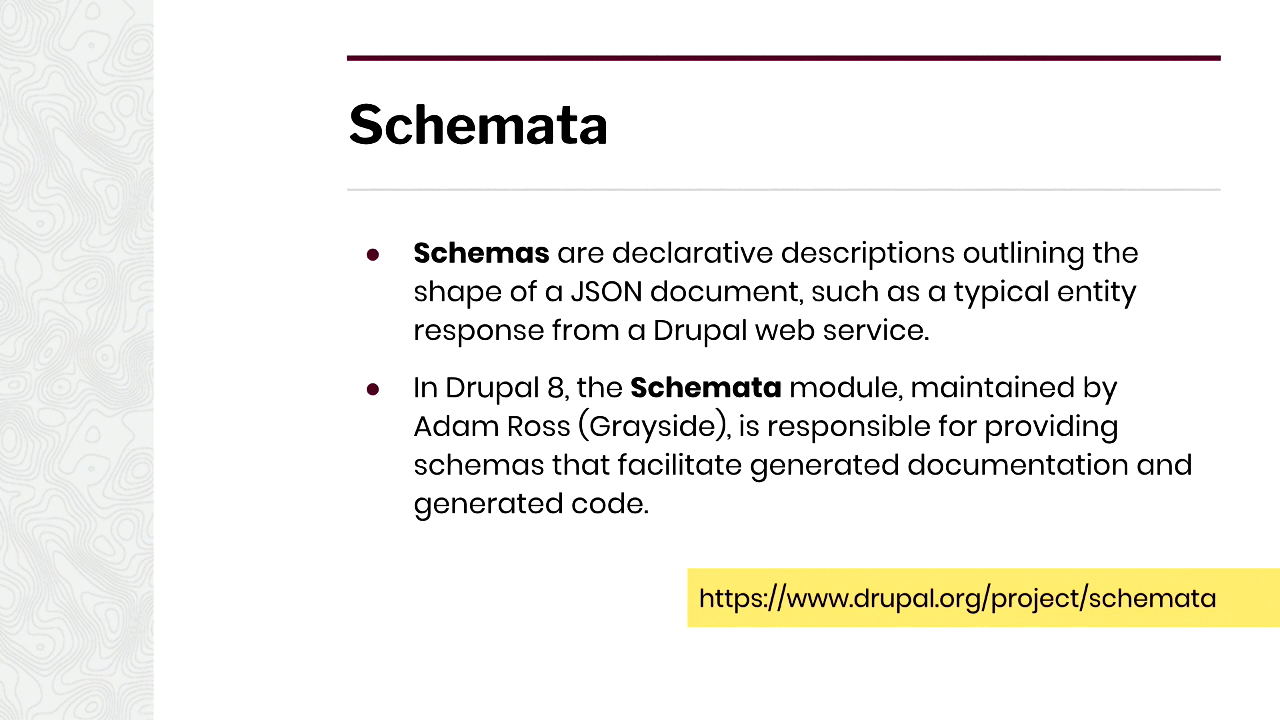 Schemata
● Schemas are declarative descriptions outlining the
shape of a JSON document, such as a typical entity
response from a Drupal web service.
● In Drupal 8, the Schemata module, maintained by
Adam Ross (Grayside), is responsible for providing
schemas that facilitate generated documentation and
generated code.
https://www.drupal.org/project/schemata